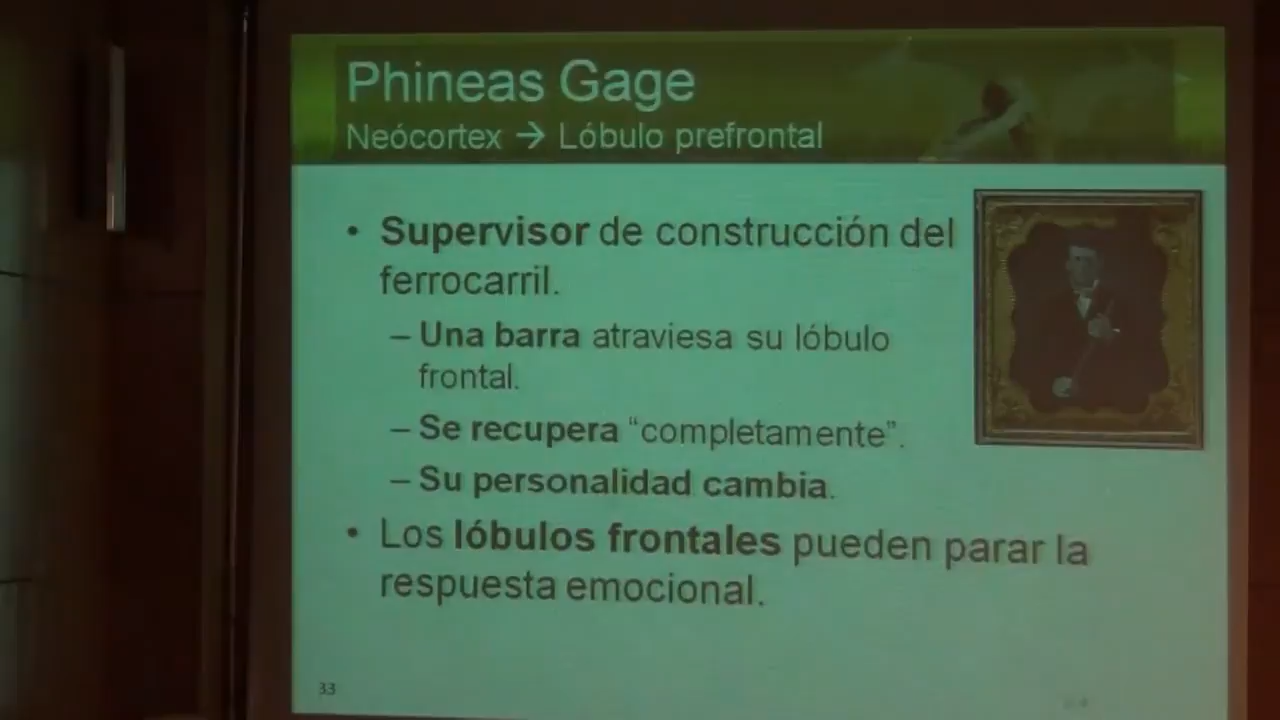 Phineas Gage
Neócortex → Lóbulo prefrontal
• Supervisor de construcción del
ferrocarril.
– Una barra atraviesa su lóbulo
frontal.
– Se recupera “completamente”.
– Su personalidad cambia.
• Los lóbulos frontales pueden parar la
respuesta emocional.
33